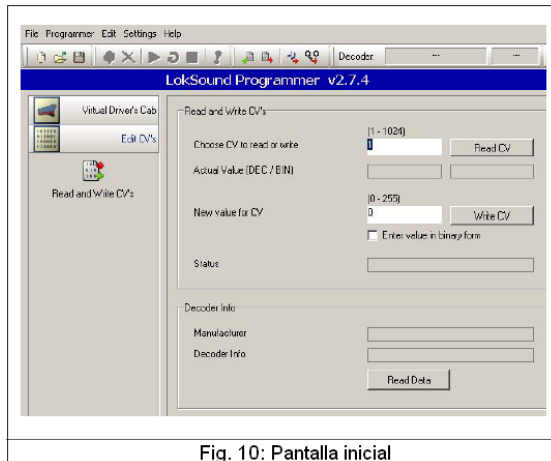 File Programmer Edit Settings Help
Decoder: --- ---
LokSound Programmer v2.7.4
Virtual Driver's Cab
Edit CV's
Read and Write CV's
Read and Write CV's
[1 - 1024)
Choose CV to read or write 1 Read CV
Actual Value (DEC / BIN)
[0 - 255)
New value for CV 0 Write CV
Enter value in binary form
Status
Decoder Info
Manufacturer
Decoder Info
Read Data
Fig. 10: Pantalla inicial